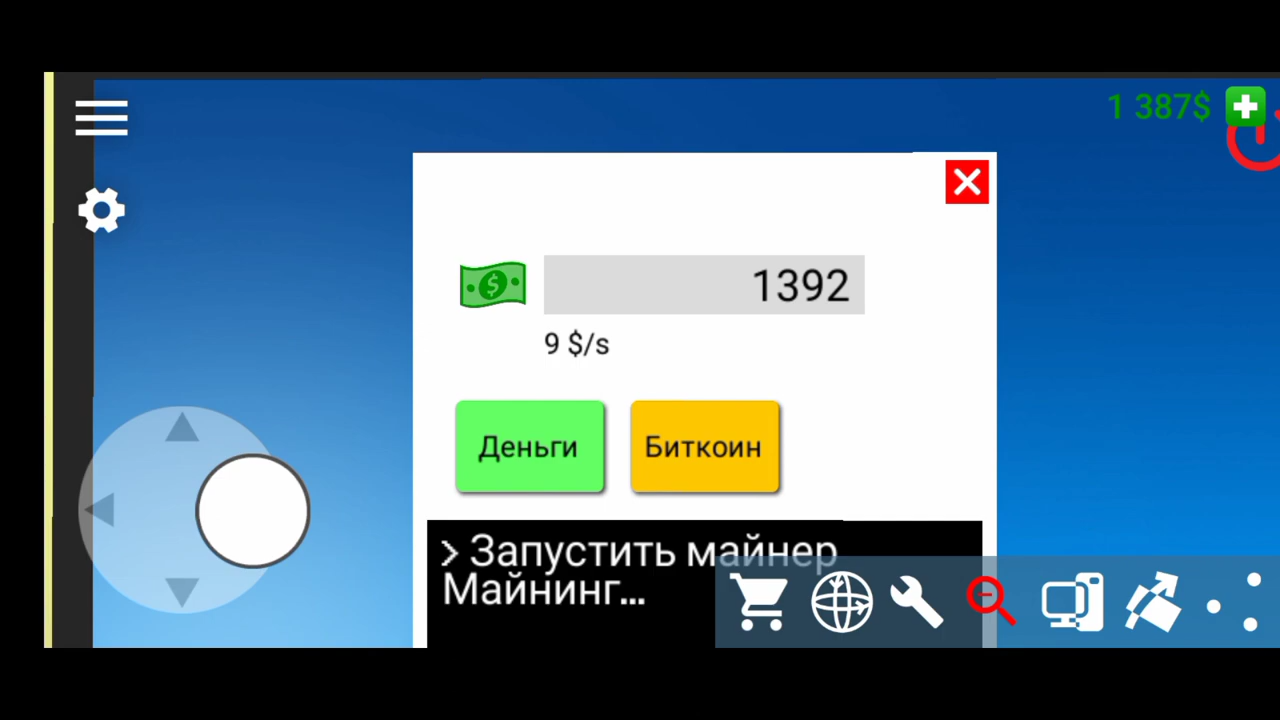 1 387$
1392
9 $/s
Деньги
Биткоин
> Запустить майнер
Майнинг...